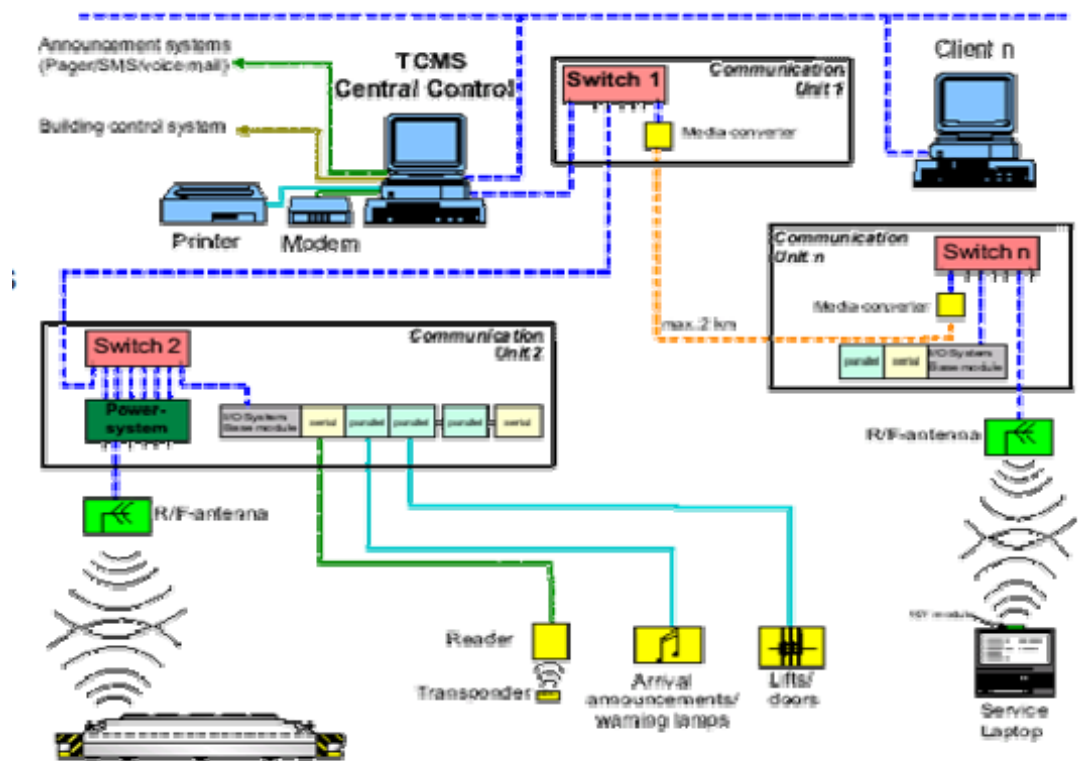 Announcement systems
(Pager/SMS/voicemail)
Building control system
TCMS
Central Control
Printer
Modem
Switch 1
Communication
Unit 1
Media converter
Client n
Communication
Unit n
Switch n
Media-converter
max. 2 km
parallel
serial
I/O System
Base module
R/F-antenna
Switch 2
Communication
Unit 2
Power-
system
I/O System
Base module
serial
parallel
parallel
parallel
serial
R/F-antenna
Reader
Transponder
Arrival
announcements/
warning lamps
Lifts/
doors
R/F module
Service
Laptop
s